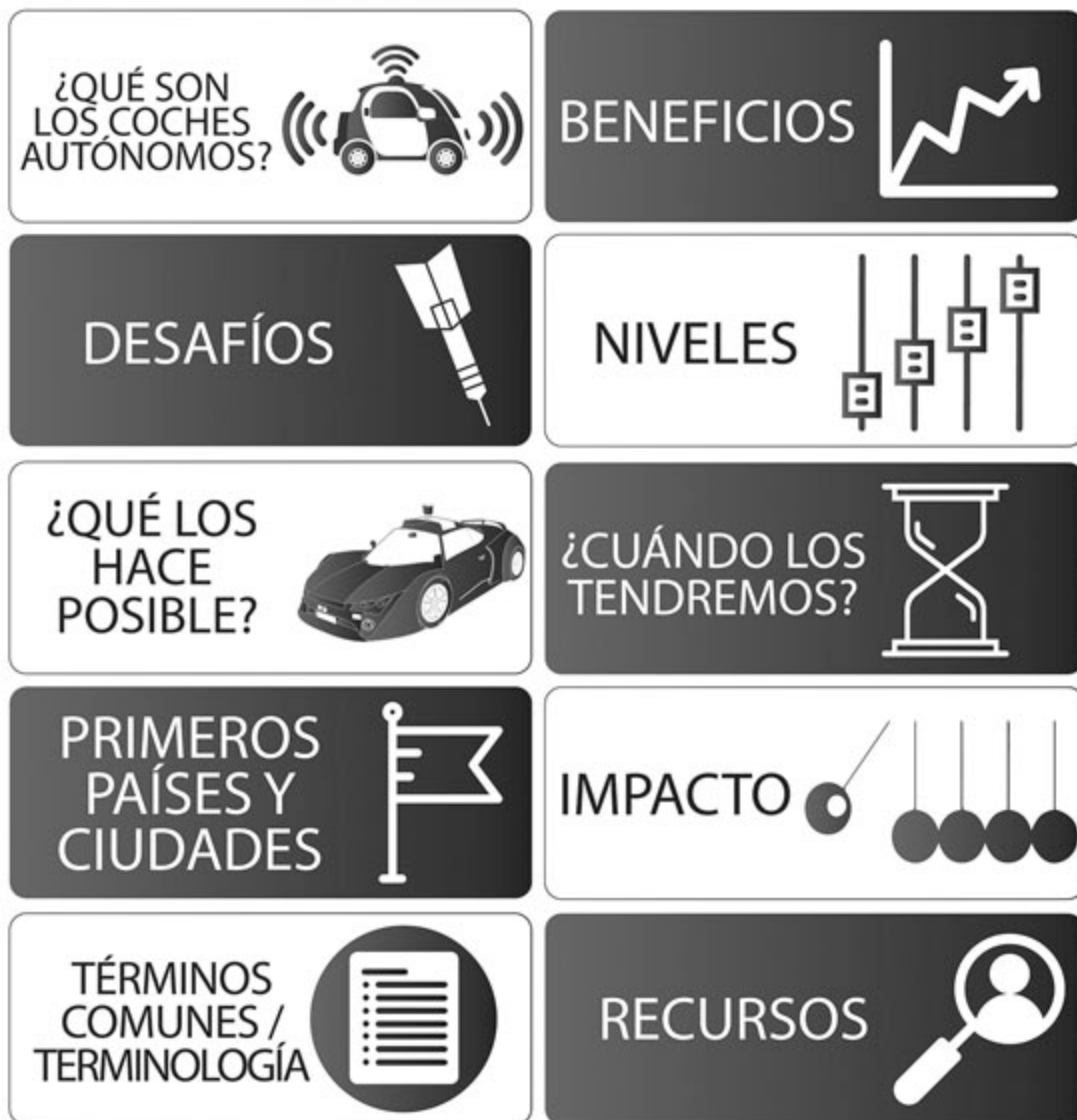 ¿QUÉ SON
LOS COCHES
AUTÓNOMOS?
BENEFICIOS
DESAFÍOS
NIVELES
¿QUÉ LOS
HACE
POSIBLE?
¿CUÁNDO LOS
TENDREMOS?
PRIMEROS
PAÍSES Y
CIUDADES
IMPACTO
TÉRMINOS
COMUNES /
TERMINOLOGÍA
RECURSOS